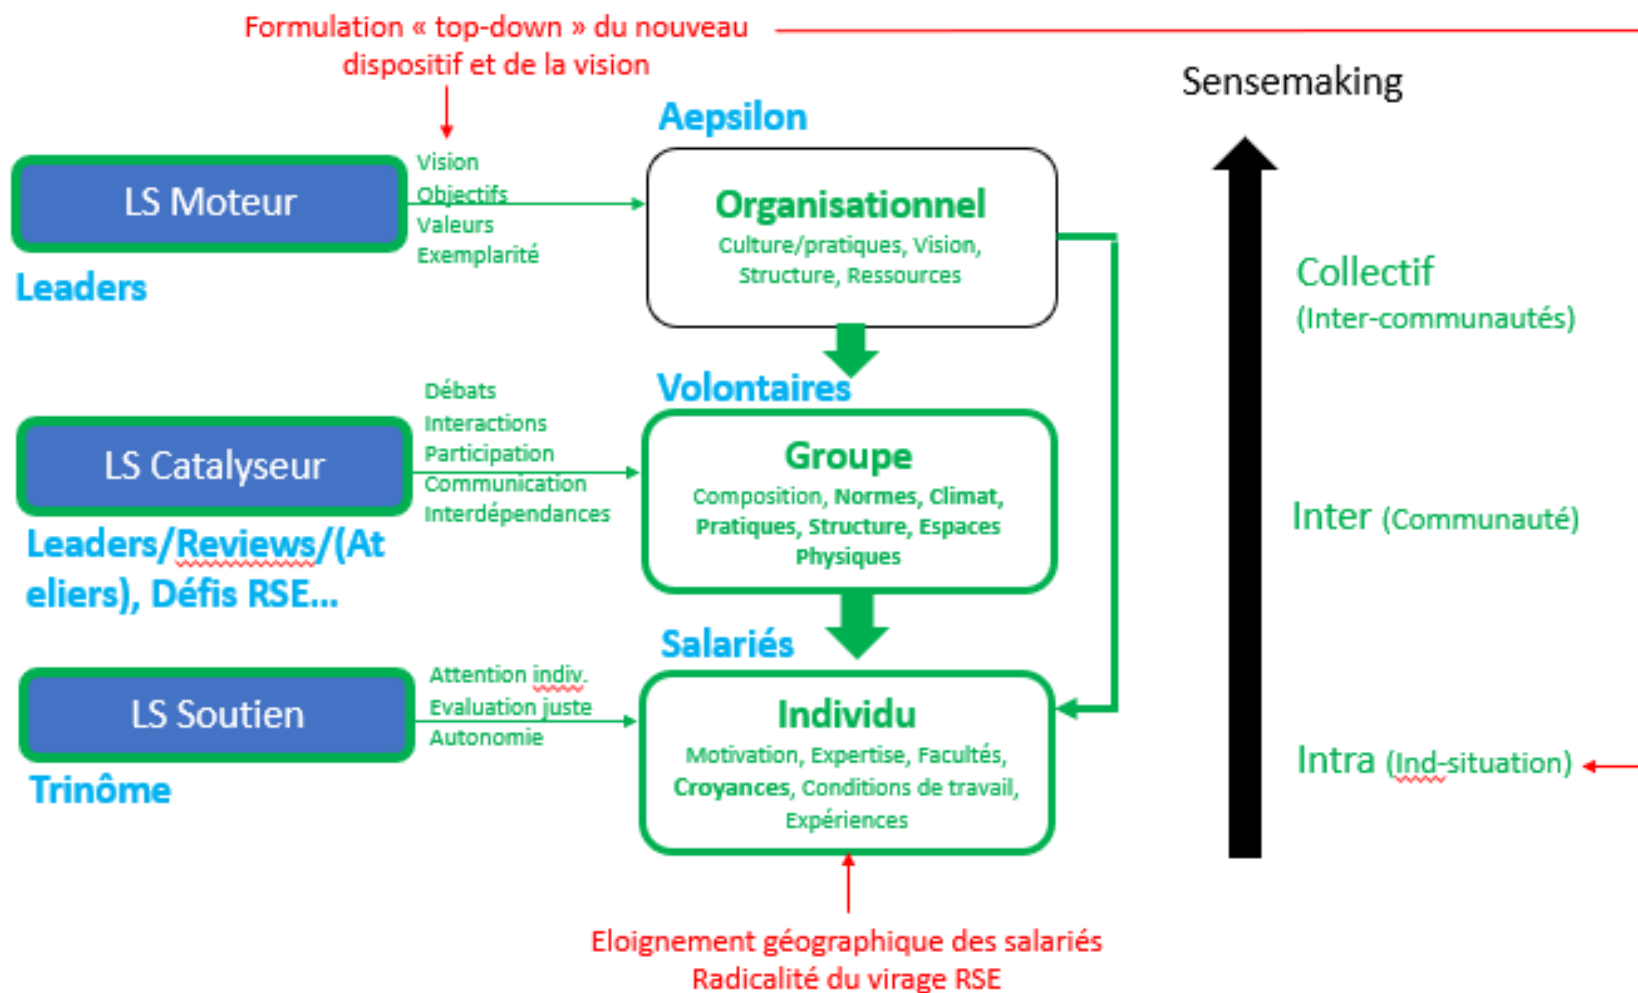 Formulation « top-down » du nouveau
dispositif et de la vision
Sensemaking
Aepsilon
LS Moteur
Leaders
Vision
Objectifs
Valeurs
Exemplarité
Organisationnel
Culture/pratiques, Vision,
Structure, Ressources
Collectif
(Inter-communautés)
Volontaires
LS Catalyseur
Leaders/Reviews/(At
eliers), Défis RSE...
Débats
Interactions
Participation
Communication
Interdépendances
Groupe
Composition, Normes, Climat,
Pratiques, Structure, Espaces
Physiques
Inter (Communauté)
Salariés
LS Soutien
Trinôme
Attention indiv.
Evaluation juste
Autonomie
Individu
Motivation, Expertise, Facultés,
Croyances, Conditions de travail,
Expériences
Intra (Ind-situation)
Eloignement géographique des salariés
Radicalité du virage RSE